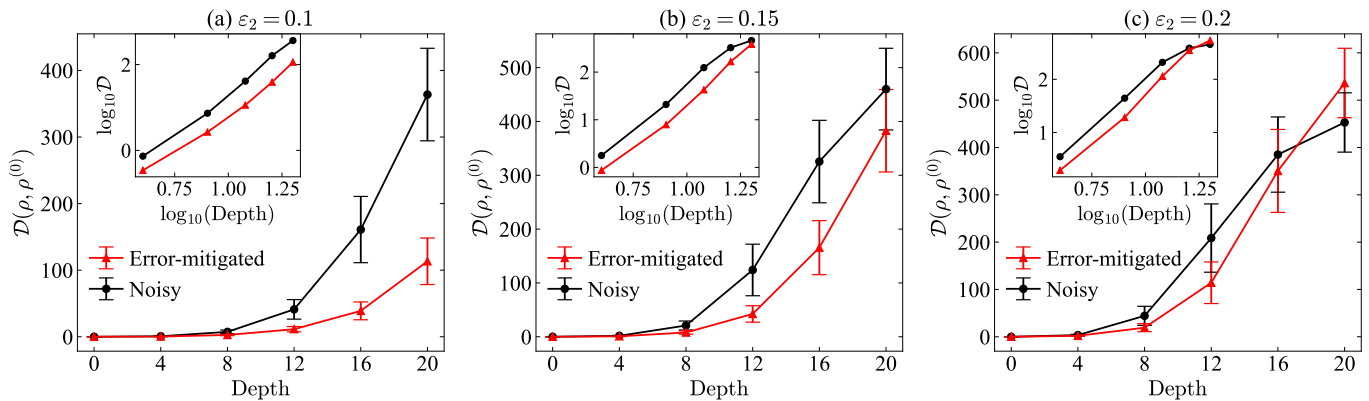 (a) ε₂ = 0.1
400
300
200
100
0
D(ρ, ρ⁽⁰⁾)
2
0
log₁₀D
0.75 1.00 1.25
log₁₀(Depth)
Error-mitigated
Noisy
0 4 8 12 16 20
Depth
(b) ε₂ = 0.15
500
400
300
200
100
0
D(ρ, ρ⁽⁰⁾)
2
1
0
log₁₀D
0.75 1.00 1.25
log₁₀(Depth)
Error-mitigated
Noisy
0 4 8 12 16 20
Depth
(c) ε₂ = 0.2
600
500
400
300
200
100
0
D(ρ, ρ⁽⁰⁾)
2
1
log₁₀D
0.75 1.00 1.25
log₁₀(Depth)
Error-mitigated
Noisy
0 4 8 12 16 20
Depth